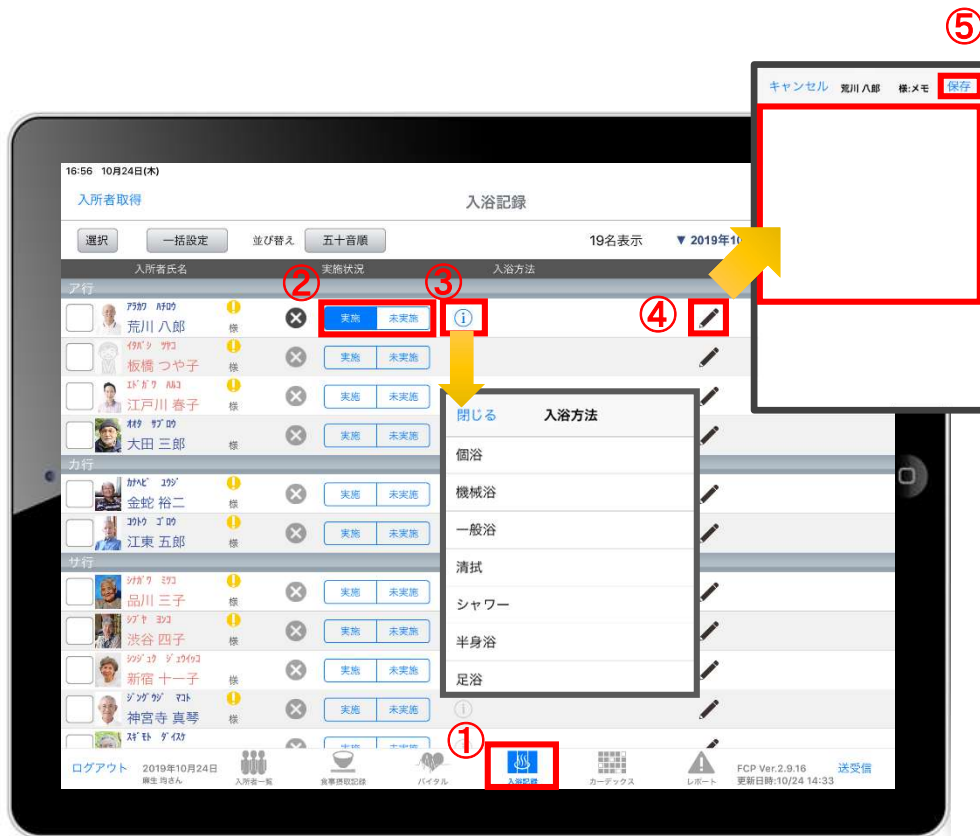 ⑤
キャンセル 荒川 八郎 様:メモ 保存
16:56 10月24日(木)
入所者取得 入浴記録
選択 一括設定 並び替え 五十音順 19名表示 ▼ 2019年10
入所者氏名 実施状況 入浴方法
② ③
ア行
アラカワ ハチロウ
荒川 八郎 様 実施 未実施 ④
イタバシ ツヤコ
板橋 つや子 様 実施 未実施
エドガワ ハルコ
江戸川 春子 様 実施 未実施
オオタ サブロウ
大田 三郎 様 実施 未実施
閉じる 入浴方法
個浴
機械浴
一般浴
清拭
シャワー
半身浴
足浴
カ行
カナヘビ ユウジ
金蛇 裕二 様 実施 未実施
コウトウ ゴロウ
江東 五郎 様 実施 未実施
サ行
シナガワ ミツコ
品川 三子 様 実施 未実施
シブヤ ヨンコ
渋谷 四子 様 実施 未実施
シンジュク ジュウイチコ
新宿 十一子 様 実施 未実施
ジングウジ マコト
神宮寺 真琴 様 実施 未実施
スギモト ダイスケ
①
ログアウト 2019年10月24日 麻生 均さん 入所者一覧 食事摂取記録 バイタル 入浴記録 カーデックス レポート FCP Ver.2.9.16 更新日時:10/24 14:33 送受信